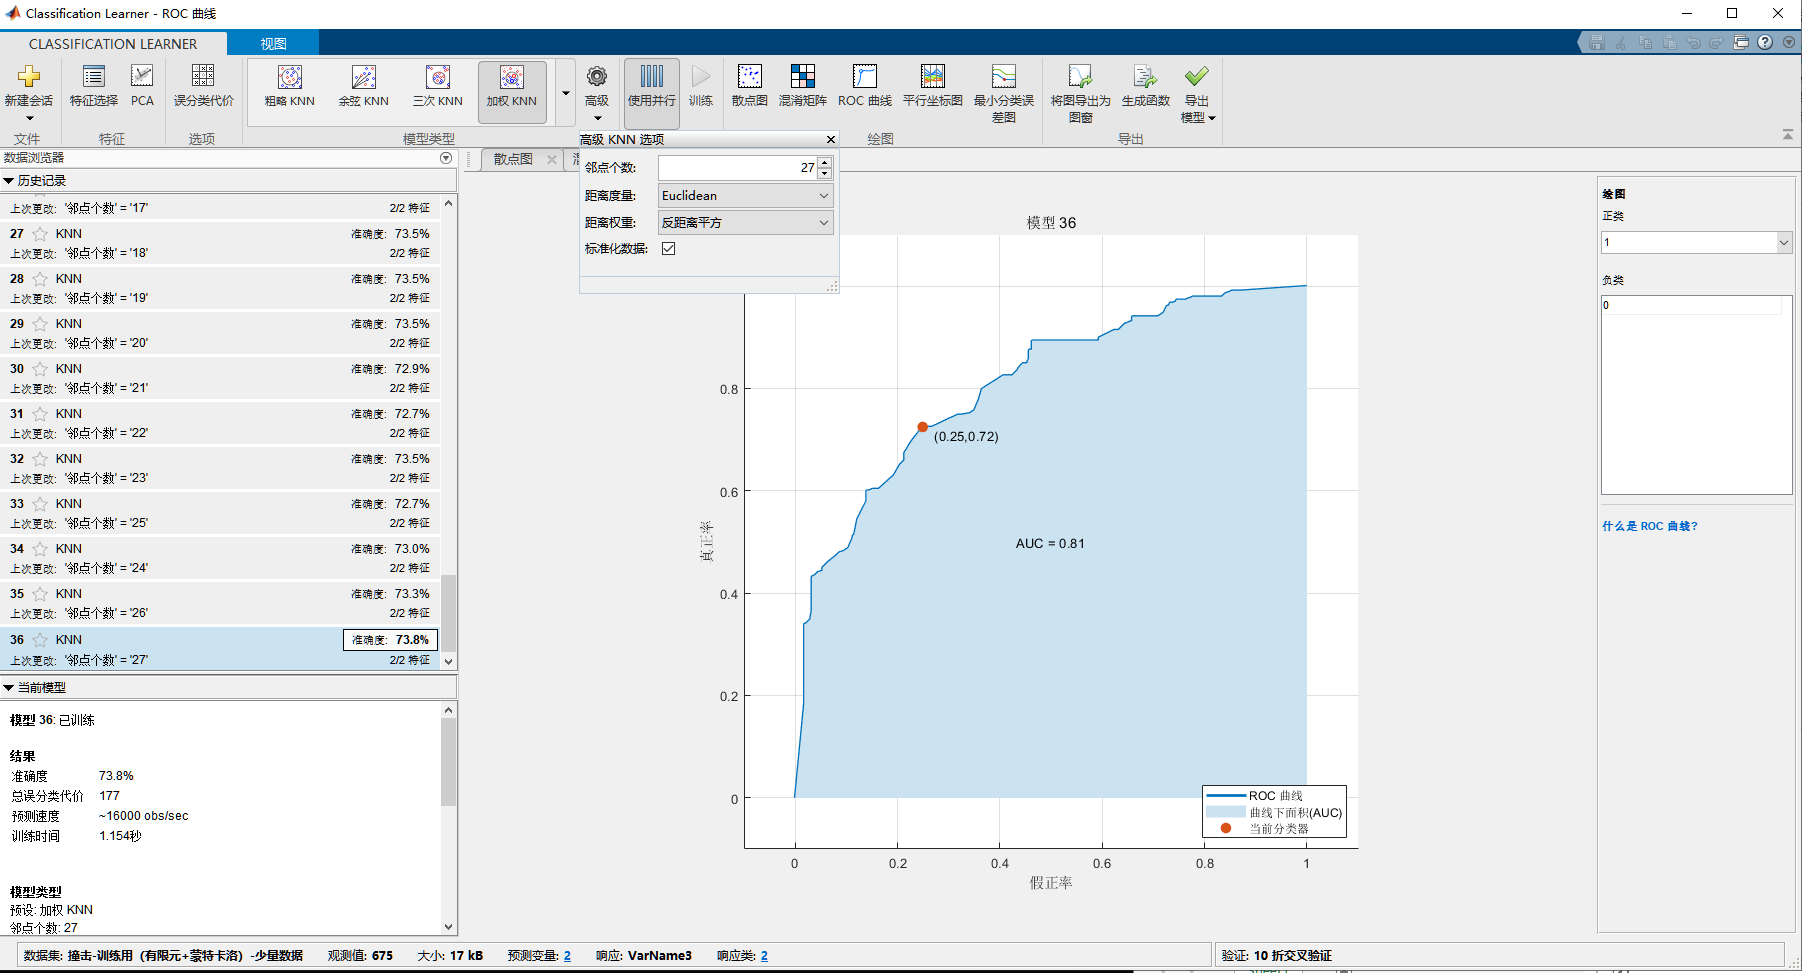 Classification Learner - ROC 曲线
CLASSIFICATION LEARNER
视图
新建会话
特征选择
PCA
误分类代价
粗略 KNN
余弦 KNN
三次 KNN
加权 KNN
高级
使用并行
训练
散点图
混淆矩阵
ROC 曲线
平行坐标图
最小分类误差图
将图导出为图窗
生成函数
导出模型
文件
特征
选项
模型类型
绘图
导出
数据浏览器
历史记录
上次更改: '邻点个数' = '17' 2/2 特征
27 KNN 准确度: 73.5%
上次更改: '邻点个数' = '18' 2/2 特征
28 KNN 准确度: 73.5%
上次更改: '邻点个数' = '19' 2/2 特征
29 KNN 准确度: 73.5%
上次更改: '邻点个数' = '20' 2/2 特征
30 KNN 准确度: 72.9%
上次更改: '邻点个数' = '21' 2/2 特征
31 KNN 准确度: 72.7%
上次更改: '邻点个数' = '22' 2/2 特征
32 KNN 准确度: 73.5%
上次更改: '邻点个数' = '23' 2/2 特征
33 KNN 准确度: 72.7%
上次更改: '邻点个数' = '25' 2/2 特征
34 KNN 准确度: 73.0%
上次更改: '邻点个数' = '24' 2/2 特征
35 KNN 准确度: 73.3%
上次更改: '邻点个数' = '26' 2/2 特征
36 KNN 准确度: 73.8%
上次更改: '邻点个数' = '27' 2/2 特征
当前模型
模型 36: 已训练
结果
准确度 73.8%
总误分类代价 177
预测速度 ~16000 obs/sec
训练时间 1.154秒
模型类型
预设: 加权 KNN
邻点个数: 27
散点图
高级 KNN 选项
邻点个数: 27
距离度量: Euclidean
距离权重: 反距离平方
标准化数据:
模型 36
0.8
0.6
0.4
0.2
0
真正率
(0.25,0.72)
AUC = 0.81
ROC 曲线
曲线下面积(AUC)
当前分类器
0 0.2 0.4 0.6 0.8 1
假正率
绘图
正类
1
负类
0
什么是 ROC 曲线?
数据集: 撞击-训练用 (有限元+蒙特卡洛) -少量数据 观测值: 675 大小: 17 kB 预测变量: 2 响应: VarName3 响应类: 2
验证: 10 折交叉验证